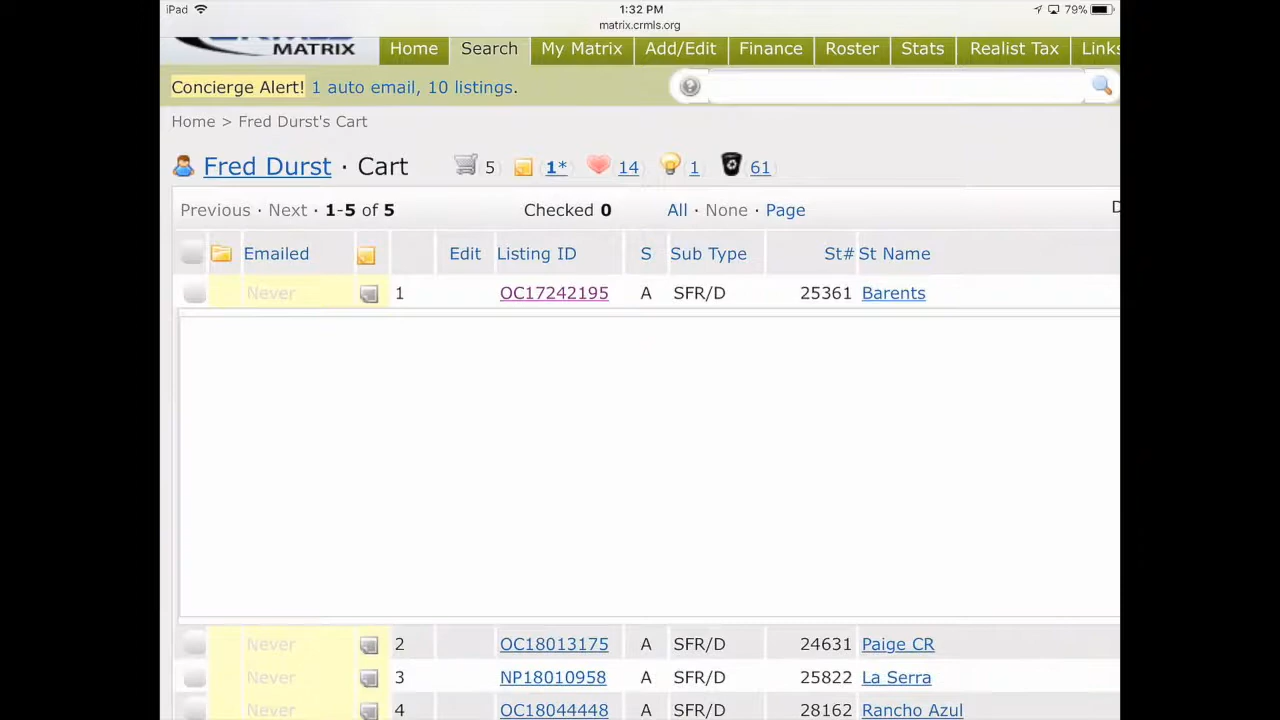 iPad 1:32 PM 79%
matrix.crmls.org
MATRIX Home Search My Matrix Add/Edit Finance Roster Stats Realist Tax Links
Concierge Alert! 1 auto email, 10 listings.
Home > Fred Durst's Cart
Fred Durst · Cart 5 1* 14 1 61
Previous · Next · 1-5 of 5 Checked 0 All · None · Page
Emailed Edit Listing ID S Sub Type St# St Name
Never 1 OC17242195 A SFR/D 25361 Barents
Never 2 OC18013175 A SFR/D 24631 Paige CR
Never 3 NP18010958 A SFR/D 25822 La Serra
Never 4 OC18044448 A SFR/D 28162 Rancho Azul